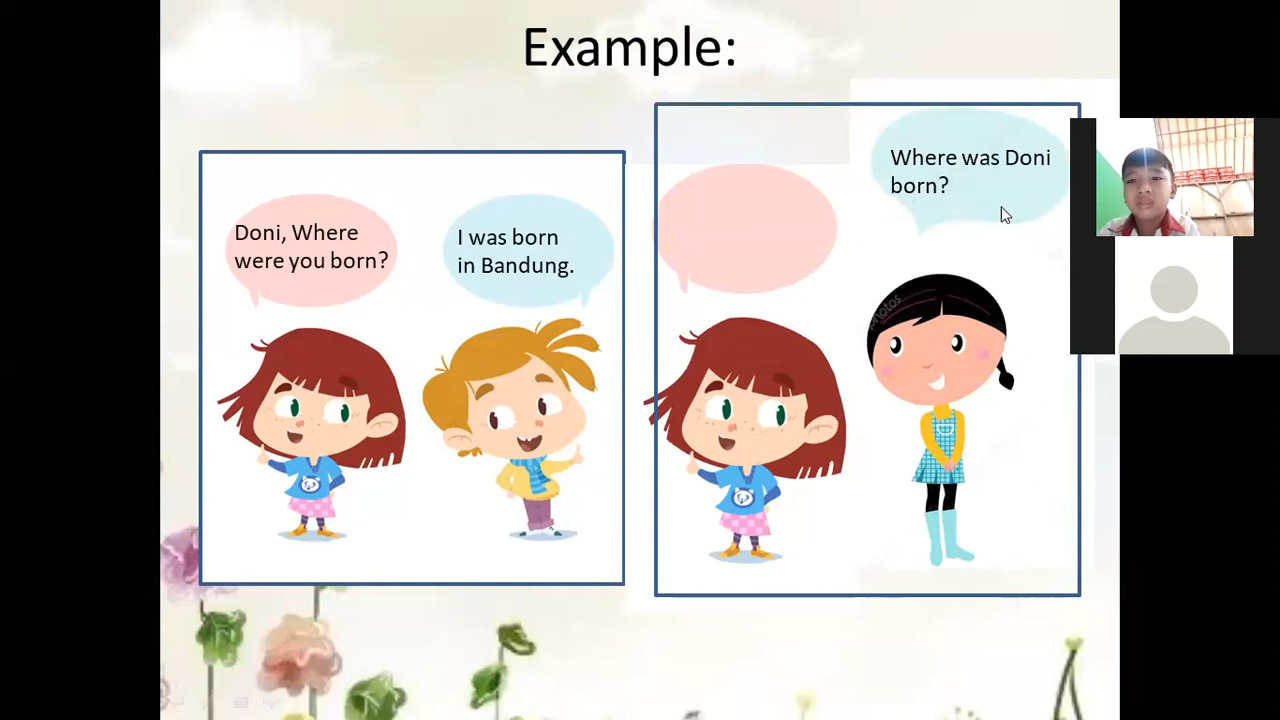 Example:
Doni, Where
were you born?
I was born
in Bandung.
Where was Doni
born?